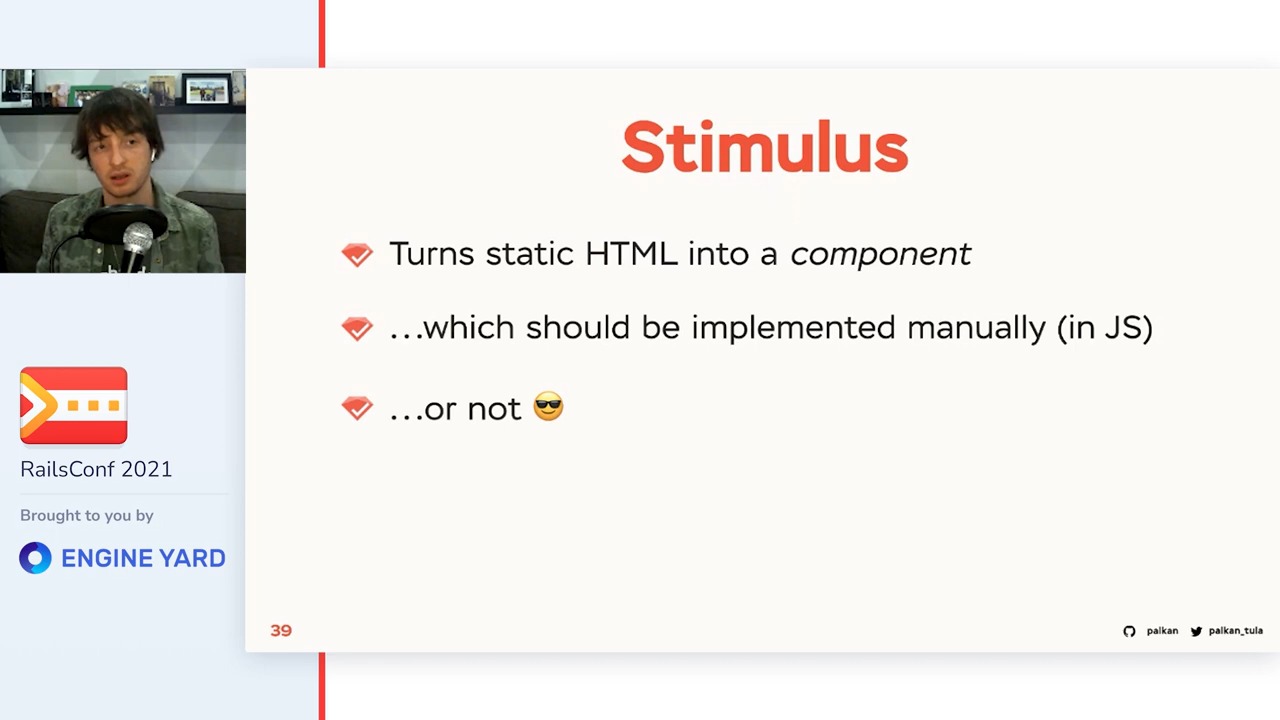 Stimulus
Turns static HTML into a component
...which should be implemented manually (in JS)
...or not 😎
RailsConf 2021
Brought to you by
ENGINE YARD
39
palkan
palkan_tula